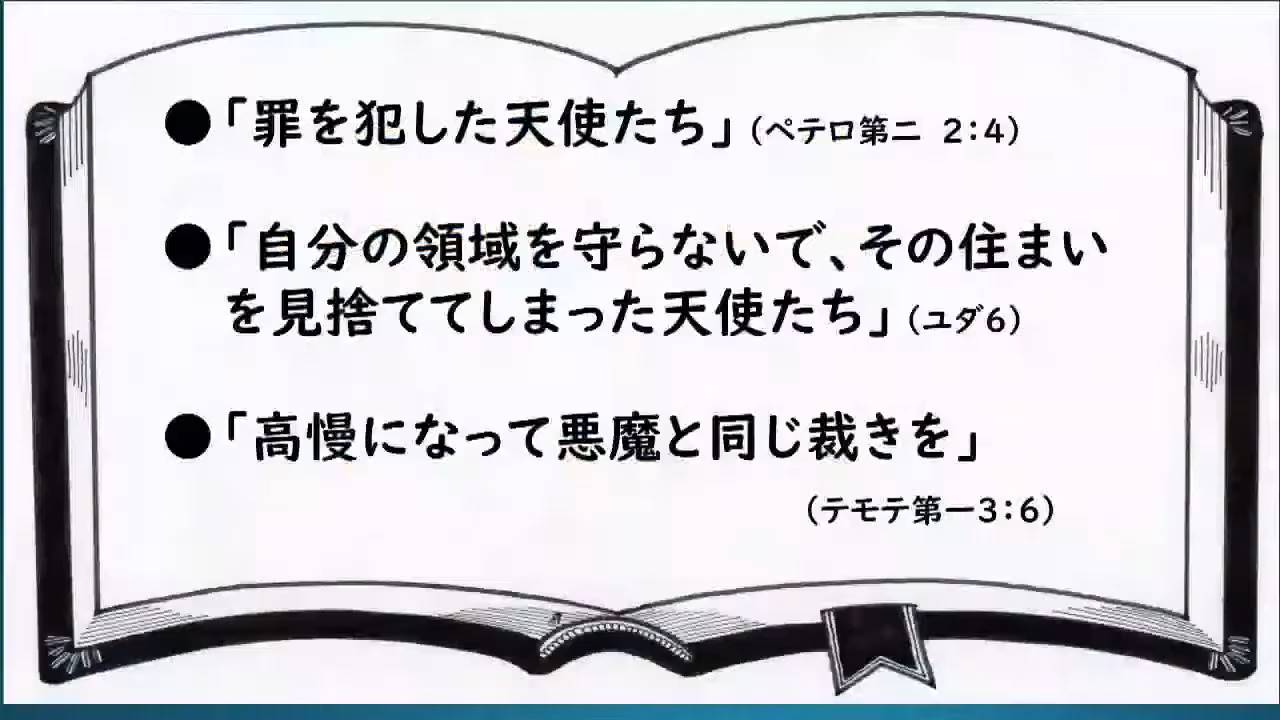 ●「罪を犯した天使たち」(ペテロ第二 2:4)
●「自分の領域を守らないで、その住まい
を見捨ててしまった天使たち」(ユダ6)
●「高慢になって悪魔と同じ裁きを」
(テモテ第一3:6)